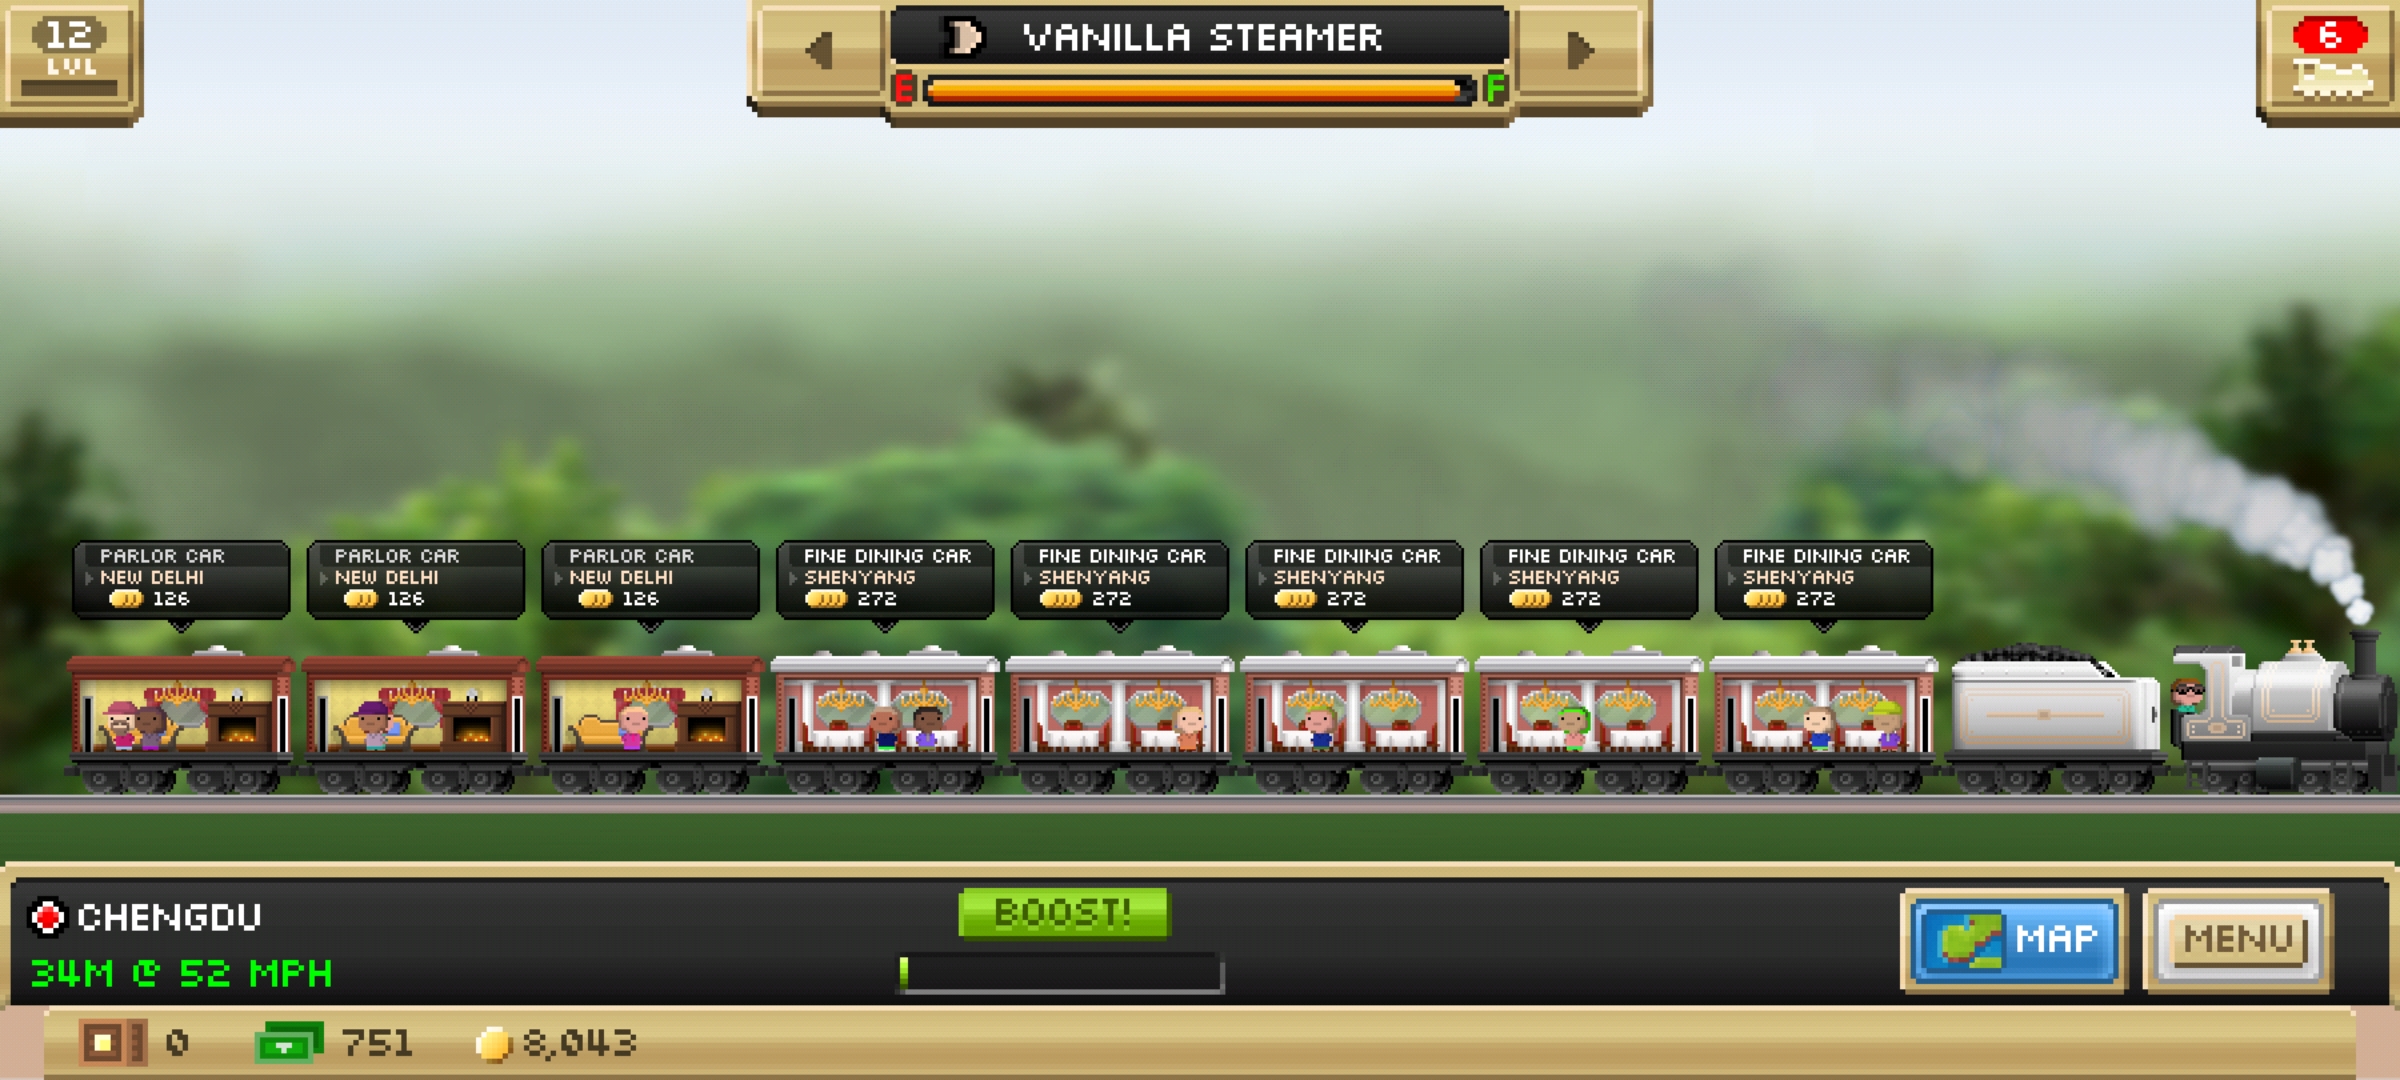 12
LVL
VANILLA STEAMER
E F
6
PARLOR CAR
NEW DELHI
126
PARLOR CAR
NEW DELHI
126
PARLOR CAR
NEW DELHI
126
FINE DINING CAR
SHENYANG
272
FINE DINING CAR
SHENYANG
272
FINE DINING CAR
SHENYANG
272
FINE DINING CAR
SHENYANG
272
FINE DINING CAR
SHENYANG
272
CHENGDU
34M @ 52 MPH
BOOST!
MAP
MENU
0 751 8,043